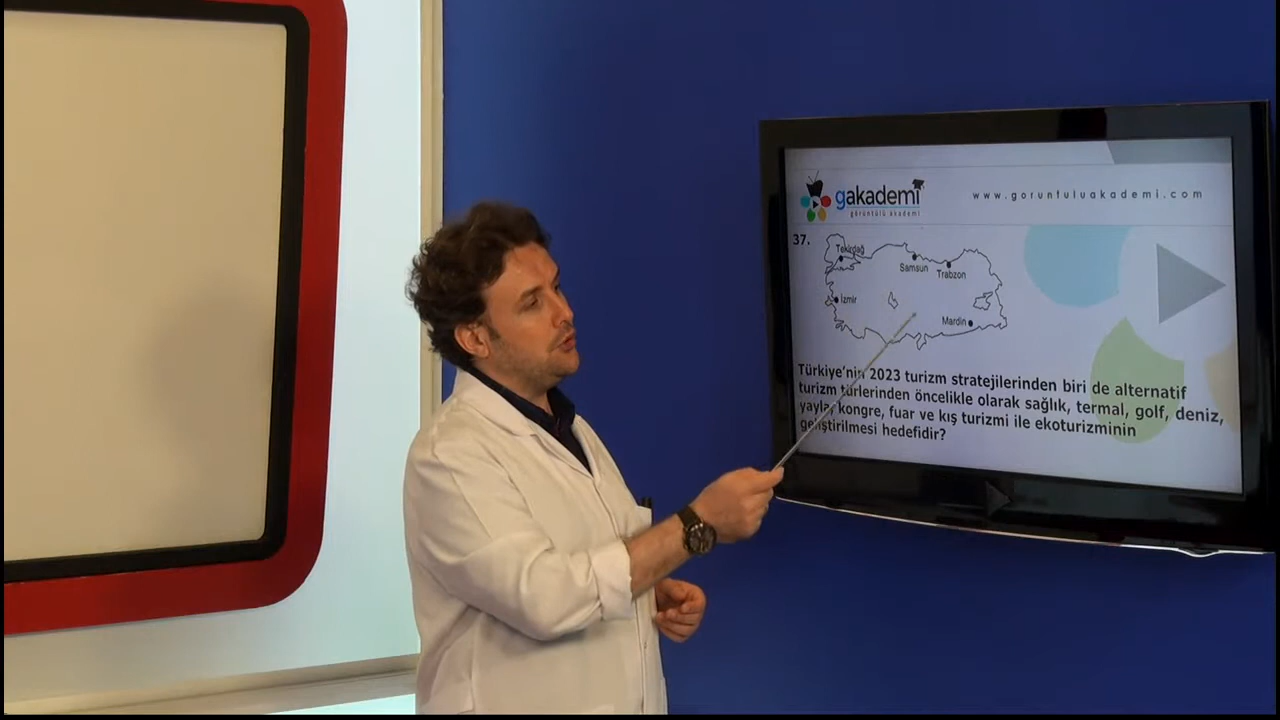 gakademi
görüntülü akademi
www.goruntuluakademi.com
37.
Tekirdağ
Samsun
Trabzon
İzmir
Mardin
Türkiye'nin 2023 turizm stratejilerinden biri de alternatif
turizm türlerinden öncelikle olarak sağlık, termal, golf, deniz,
yayla, kongre, fuar ve kış turizmi ile ekoturizminin
geliştirilmesi hedefidir?